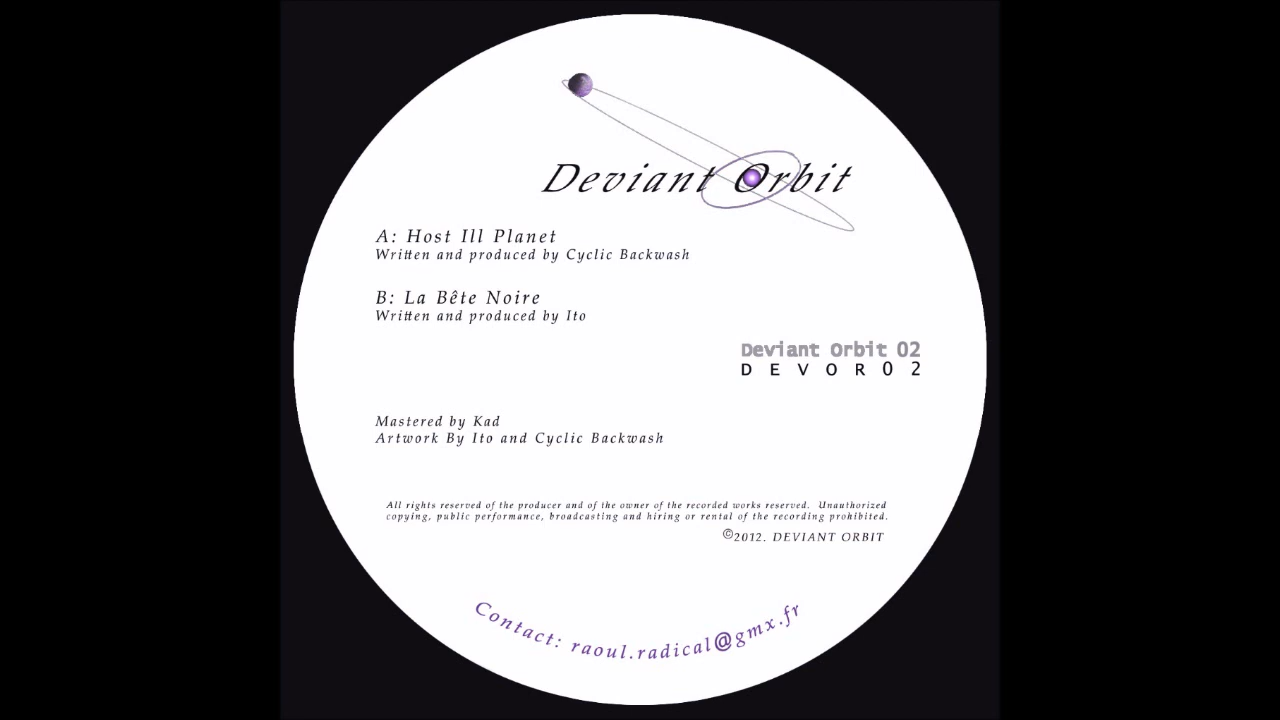 Deviant Orbit
A: Host Ill Planet
Written and produced by Cyclic Backwash
B: La Bête Noire
Written and produced by Ito
Deviant Orbit 02
DEVOR02
Mastered by Kad
Artwork By Ito and Cyclic Backwash
All rights reserved of the producer and of the owner of the recorded works reserved. Unauthorized
copying, public performance, broadcasting and hiring or rental of the recording prohibited.
©2012. DEVIANT ORBIT
Contact: raoul.radical@gmx.fr